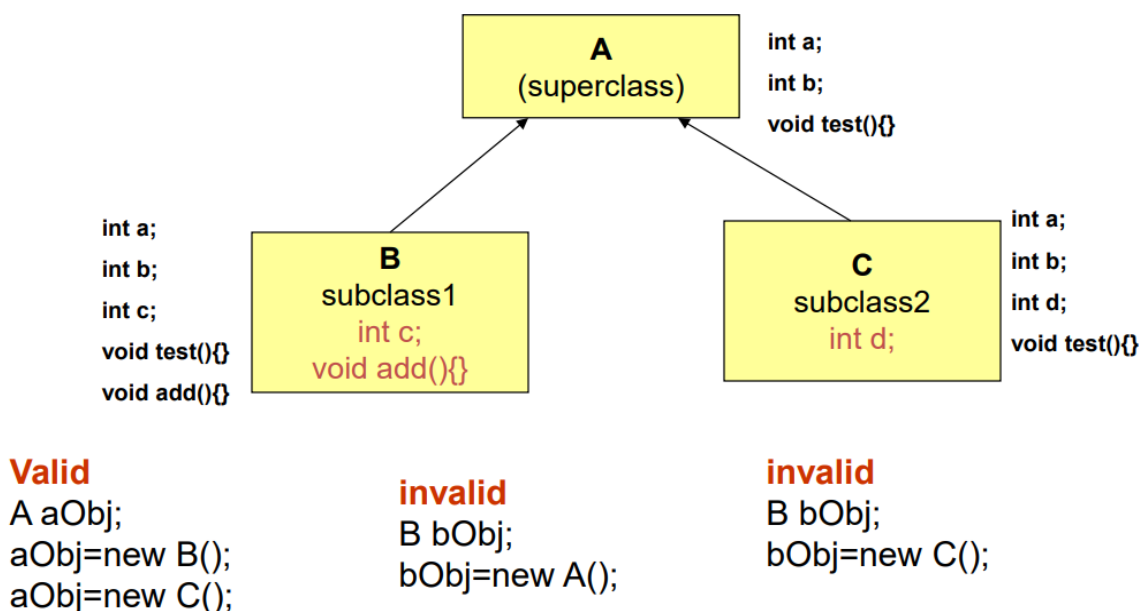 A
(superclass)
int a;
int b;
void test(){}
int a;
int b;
int c;
void test(){}
void add(){}
B
subclass1
int c;
void add(){}
C
subclass2
int d;
int a;
int b;
int d;
void test(){}
Valid
A aObj;
aObj=new B();
aObj=new C();
invalid
B bObj;
bObj=new A();
invalid
B bObj;
bObj=new C();